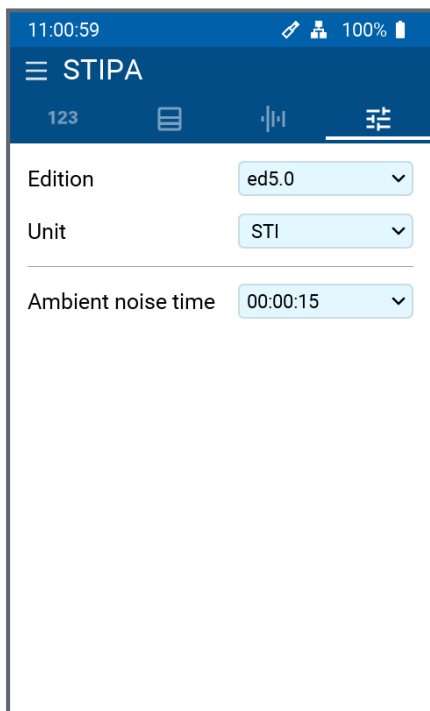 11:00:59 100%
STIPA
123
Edition ed5.0
Unit STI
Ambient noise time 00:00:15